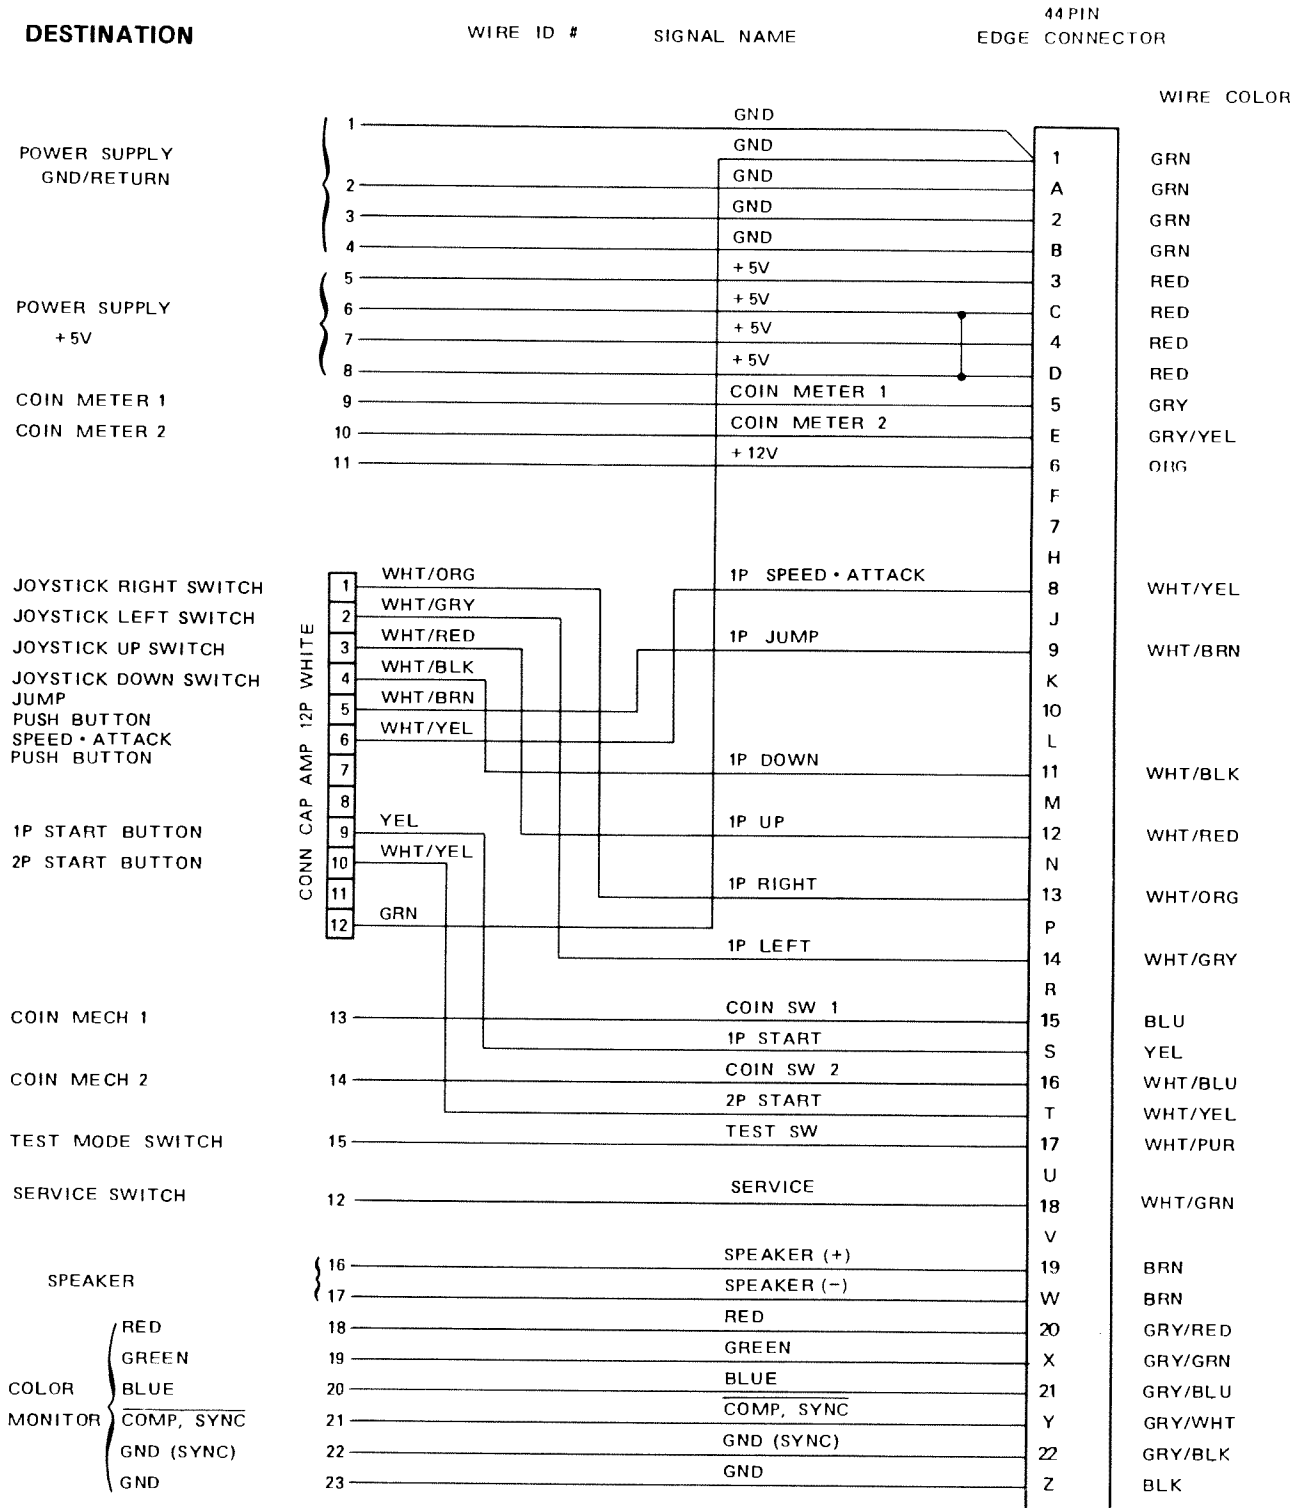 44 PIN
DESTINATION WIRE ID # SIGNAL NAME EDGE CONNECTOR
WIRE COLOR
GND
1
POWER SUPPLY GND 1 GRN
GND/RETURN 2 GND A GRN
3 GND 2 GRN
4 GND B GRN
5 +5V 3 RED
POWER SUPPLY 6 +5V C RED
+5V 7 +5V 4 RED
8 +5V D RED
COIN METER 1 9 COIN METER 1 5 GRY
COIN METER 2 10 COIN METER 2 E GRY/YEL
11 +12V 6 ORG
F
7
H
JOYSTICK RIGHT SWITCH 1 WHT/ORG 1P SPEED•ATTACK 8 WHT/YEL
JOYSTICK LEFT SWITCH 2 WHT/GRY J
JOYSTICK UP SWITCH 3 WHT/RED 1P JUMP 9 WHT/BRN
JOYSTICK DOWN SWITCH 4 WHT/BLK K
JUMP
PUSH BUTTON 5 WHT/BRN 10
SPEED•ATTACK
PUSH BUTTON 6 WHT/YEL L
7 1P DOWN 11 WHT/BLK
8 M
1P START BUTTON 9 YEL 1P UP 12 WHT/RED
2P START BUTTON 10 WHT/YEL N
11 1P RIGHT 13 WHT/ORG
12 GRN P
CONN CAP AMP 12P WHITE
1P LEFT 14 WHT/GRY
R
COIN MECH 1 13 COIN SW 1 15 BLU
1P START S YEL
COIN MECH 2 14 COIN SW 2 16 WHT/BLU
2P START T WHT/YEL
TEST MODE SWITCH 15 TEST SW 17 WHT/PUR
U
SERVICE SWITCH 12 SERVICE 18 WHT/GRN
V
SPEAKER 16 SPEAKER (+) 19 BRN
17 SPEAKER (−) W BRN
RED 18 RED 20 GRY/RED
GREEN 19 GREEN X GRY/GRN
COLOR BLUE 20 BLUE 21 GRY/BLU
MONITOR COMP, SYNC 21 COMP, SYNC Y GRY/WHT
GND (SYNC) 22 GND (SYNC) 22 GRY/BLK
GND 23 GND Z BLK